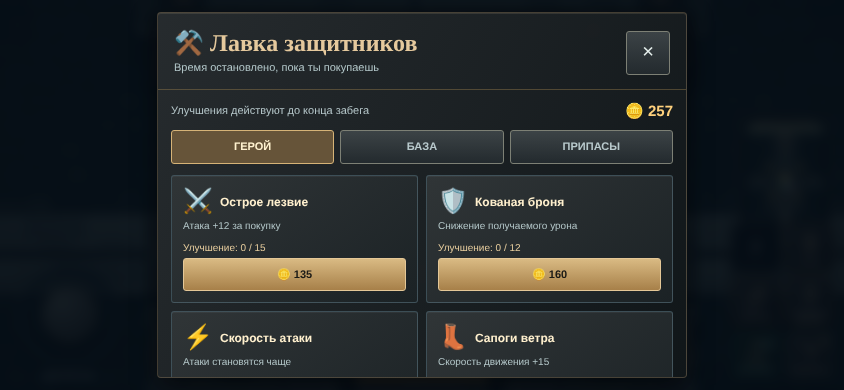 Лавка защитников
Время остановлено, пока ты покупаешь
×
Улучшения действуют до конца забега
257
ГЕРОЙ
БАЗА
ПРИПАСЫ
Острое лезвие
Атака +12 за покупку
Улучшение: 0 / 15
135
Кованая броня
Снижение получаемого урона
Улучшение: 0 / 12
160
Скорость атаки
Атаки становятся чаще
Сапоги ветра
Скорость движения +15